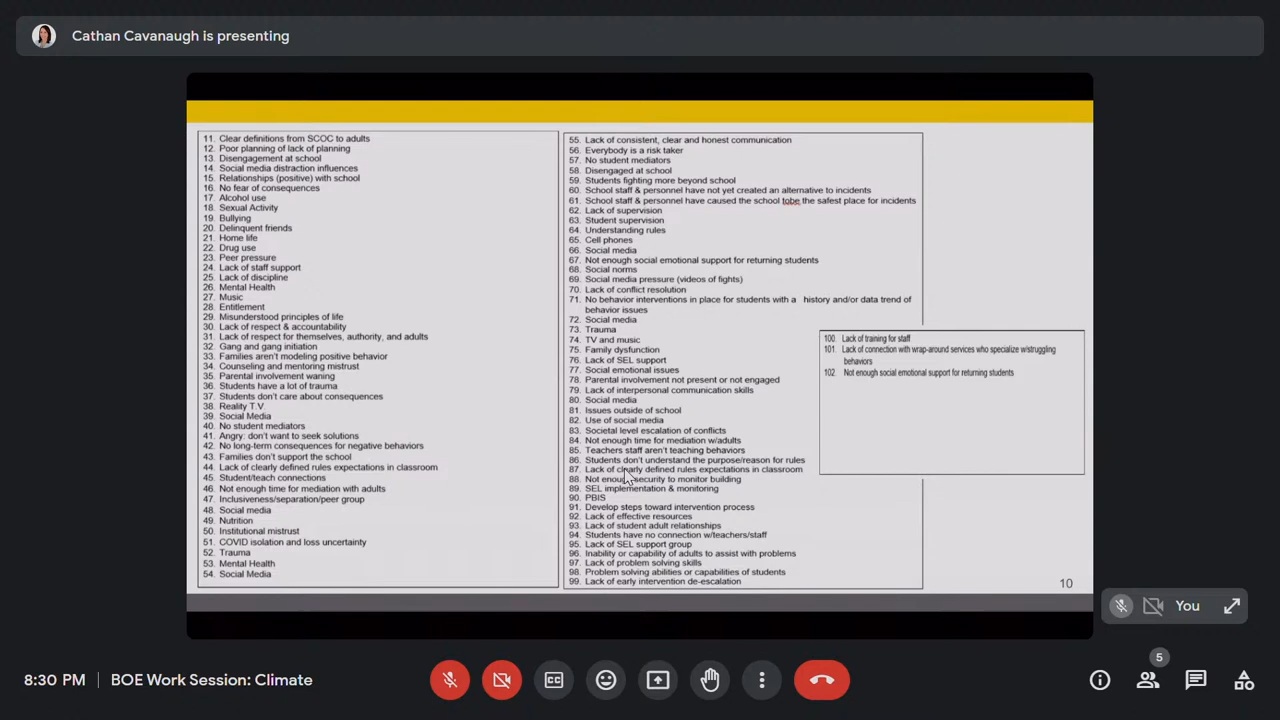 Cathan Cavanaugh is presenting
11. Clear definitions from SCOC to adults
12. Poor planning of lack of planning
13. Disengagement at school
14. Social media distraction influences
15. Relationships (positive) with school
16. No fear of consequences
17. Alcohol use
18. Sexual Activity
19. Bullying
20. Delinquent friends
21. Home life
22. Drug use
23. Peer pressure
24. Lack of staff support
25. Lack of discipline
26. Mental Health
27. Music
28. Entitlement
29. Misunderstood principles of life
30. Lack of respect & accountability
31. Lack of respect for themselves, authority, and adults
32. Gang and gang initiation
33. Families aren't modeling positive behavior
34. Counseling and mentoring mistrust
35. Parental involvement waning
36. Students have a lot of trauma
37. Students don't care about consequences
38. Reality T.V.
39. Social Media
40. No student mediators
41. Angry: don't want to seek solutions
42. No long-term consequences for negative behaviors
43. Families don't support the school
44. Lack of clearly defined rules expectations in classroom
45. Student/teach connections
46. Not enough time for mediation with adults
47. Inclusiveness/separation/peer group
48. Social media
49. Nutrition
50. Institutional mistrust
51. COVID isolation and loss uncertainty
52. Trauma
53. Mental Health
54. Social Media
55. Lack of consistent, clear and honest communication
56. Everybody is a risk taker
57. No student mediators
58. Disengaged at school
59. Students fighting more beyond school
60. School staff & personnel have not yet created an alternative to incidents
61. School staff & personnel have caused the school tobe the safest place for incidents
62. Lack of supervision
63. Student supervision
64. Understanding rules
65. Cell phones
66. Social media
67. Not enough social emotional support for returning students
68. Social norms
69. Social media pressure (videos of fights)
70. Lack of conflict resolution
71. No behavior interventions in place for students with a history and/or data trend of
behavior issues
72. Social media
73. Trauma
74. TV and music
75. Family dysfunction
76. Lack of SEL support
77. Social emotional issues
78. Parental involvement not present or not engaged
79. Lack of interpersonal communication skills
80. Social media
81. Issues outside of school
82. Use of social media
83. Societal level escalation of conflicts
84. Not enough time for mediation w/adults
85. Teachers staff aren't teaching behaviors
86. Students don't understand the purpose/reason for rules
87. Lack of clearly defined rules expectations in classroom
88. Not enough security to monitor building
89. SEL implementation & monitoring
90. PBIS
91. Develop steps toward intervention process
92. Lack of effective resources
93. Lack of student adult relationships
94. Students have no connection w/teachers/staff
95. Lack of SEL support group
96. Inability or capability of adults to assist with problems
97. Lack of problem solving skills
98. Problem solving abilities or capabilities of students
99. Lack of early intervention de-escalation
100. Lack of training for staff
101. Lack of connection with wrap-around services who specialize w/struggling
behaviors
102 Not enough social emotional support for returning students
10
You
8:30 PM | BOE Work Session: Climate
CC
5